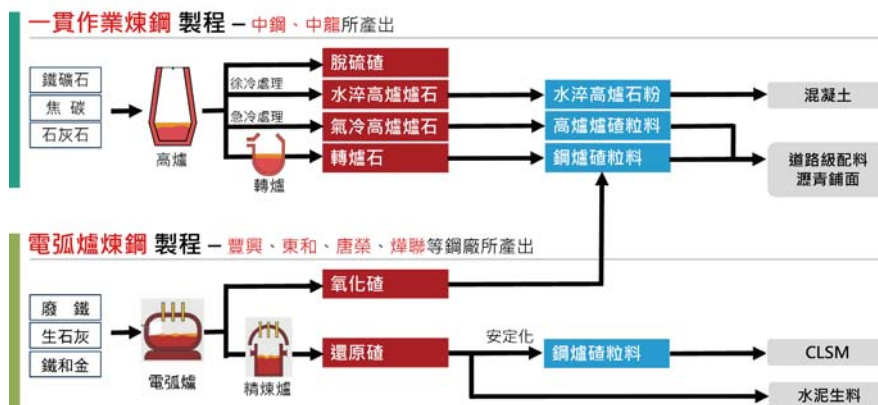 一貫作業煉鋼 製程 – 中鋼、中龍所產出
鐵礦石
焦 碳
石灰石
高爐
徐冷處理
急冷處理
轉爐
脫硫碴
水淬高爐爐石
氣冷高爐爐石
轉爐石
水淬高爐石粉
高爐爐碴粒料
鋼爐碴粒料
混凝土
道路級配料
瀝青鋪面
電弧爐煉鋼 製程 – 豐興、東和、唐榮、燁聯等鋼廠所產出
廢 鐵
生石灰
鐵和金
電弧爐
精煉爐
氧化碴
還原碴
安定化
鋼爐碴粒料
CLSM
水泥生料